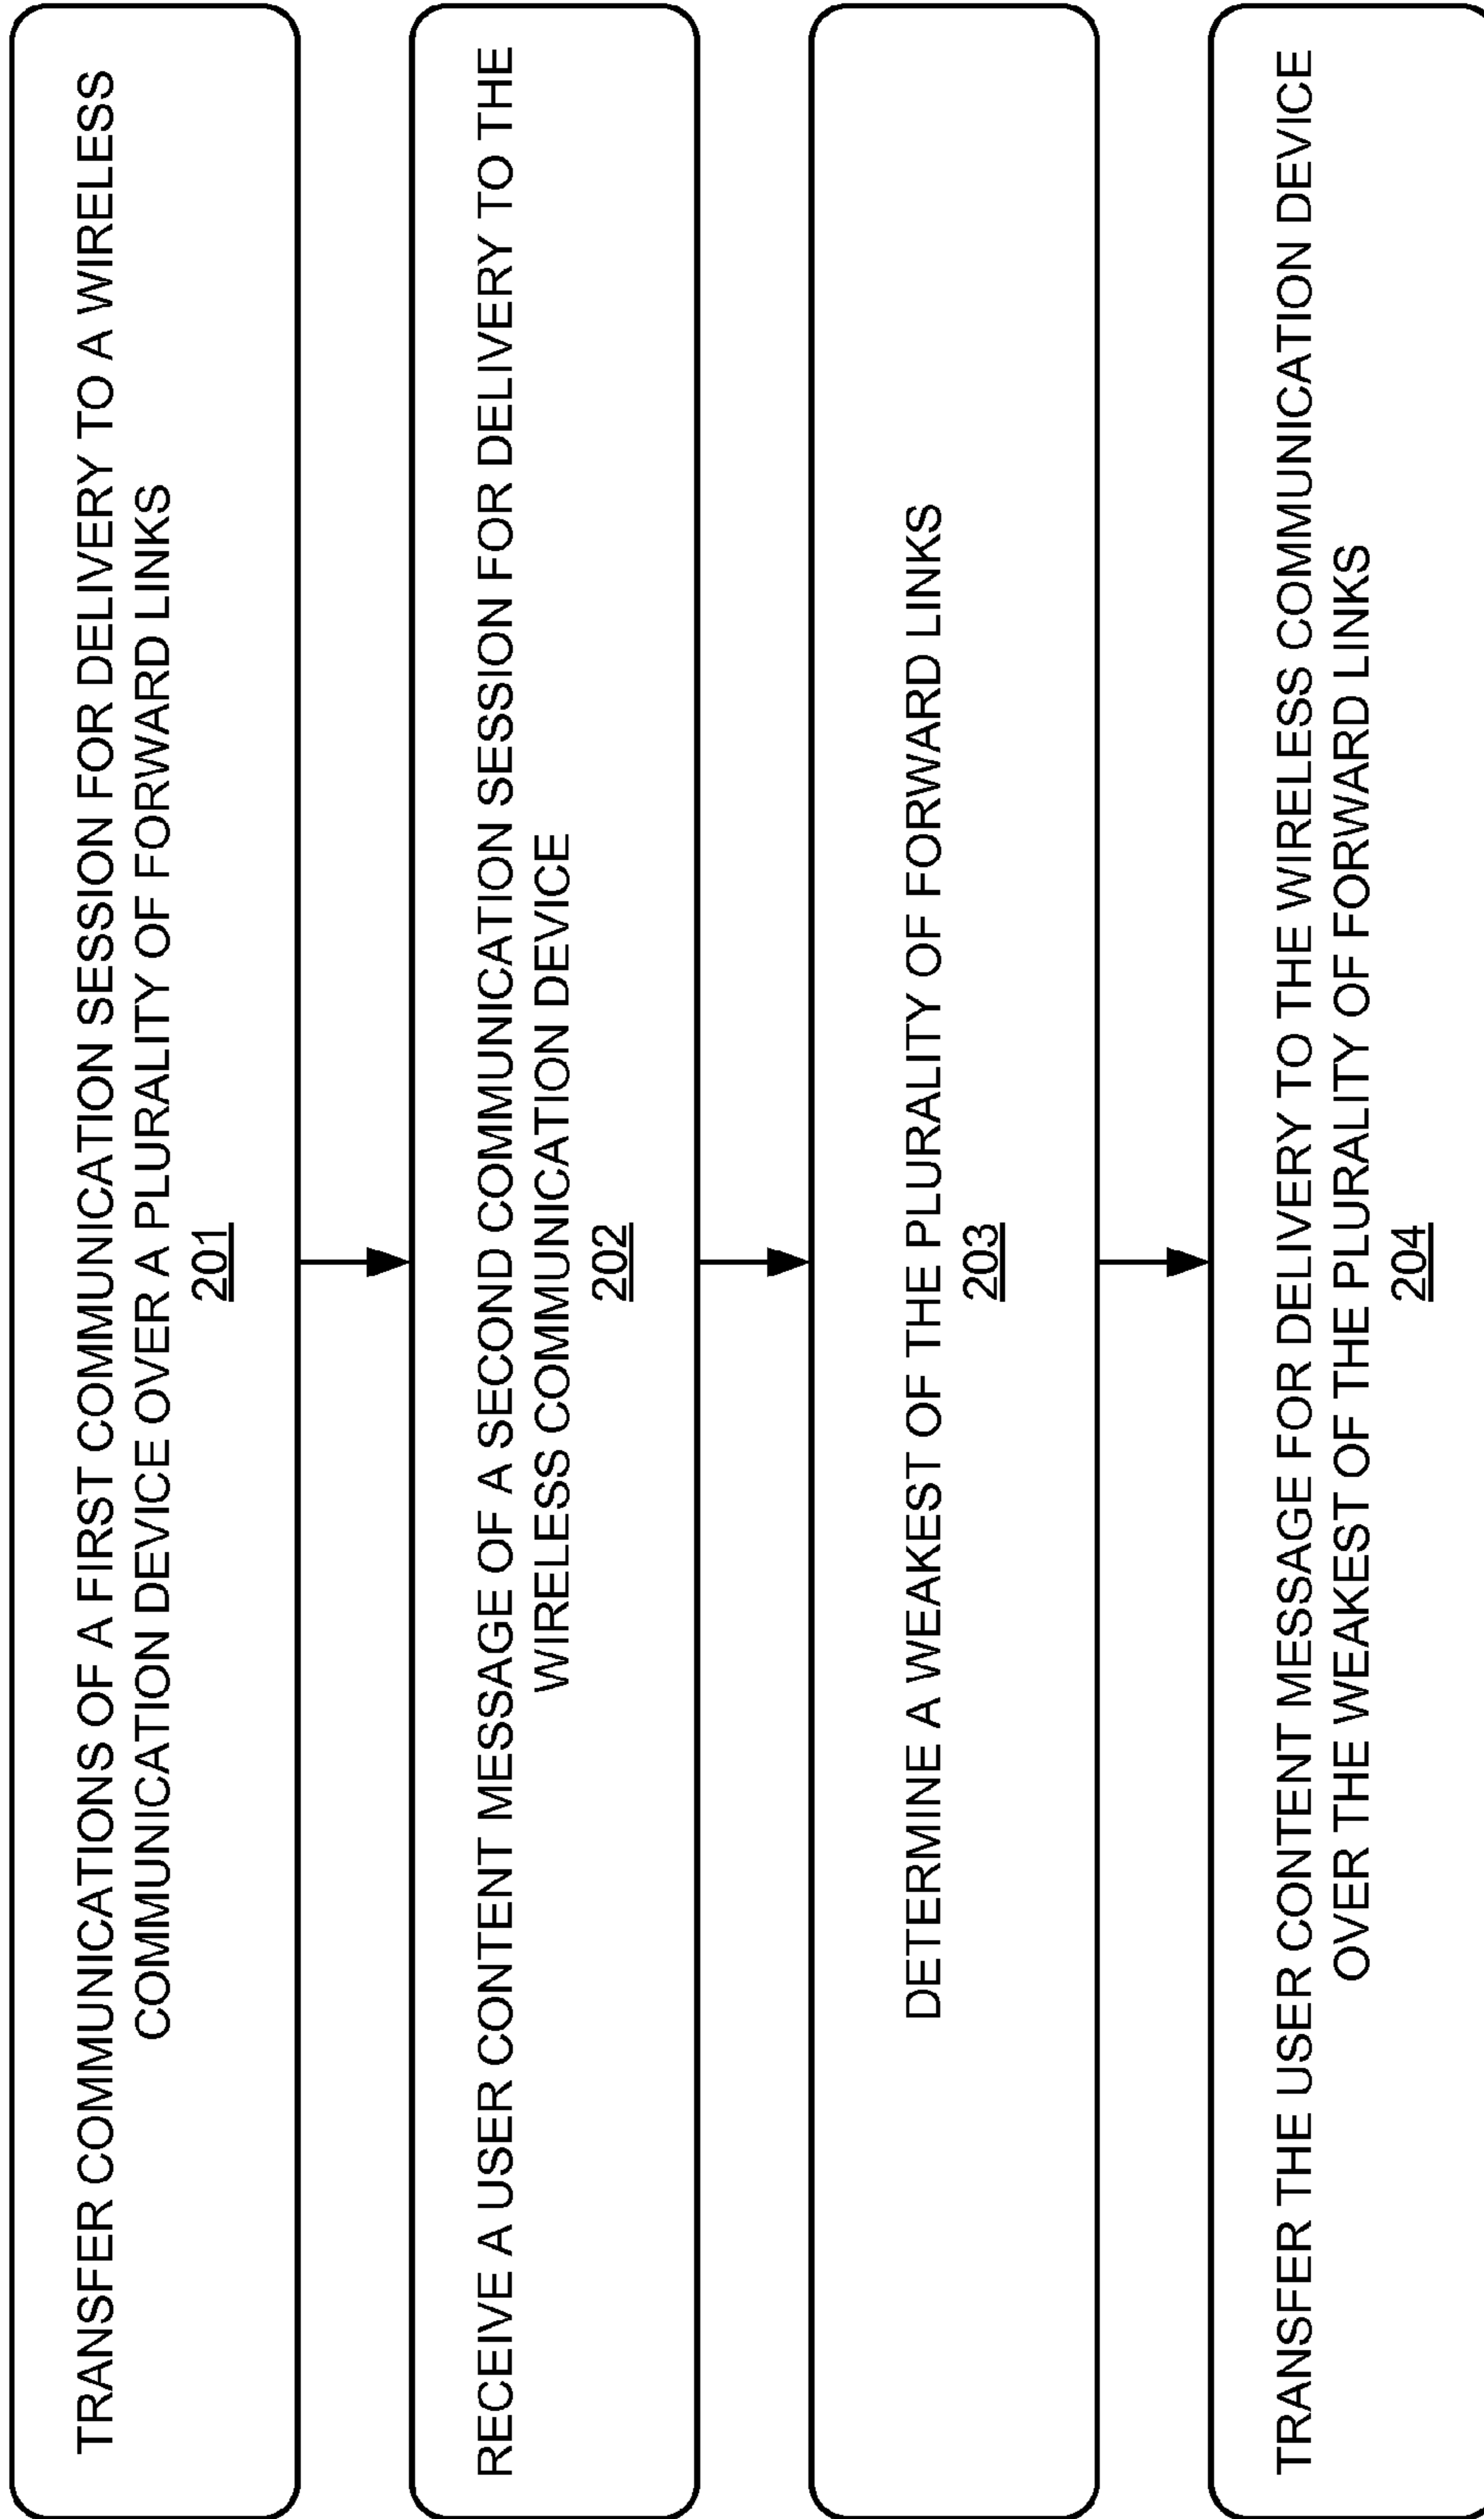 TRANSFER COMMUNICATIONS OF A FIRST COMMUNICATION SESSION FOR DELIVERY TO A WIRELESS
COMMUNICATION DEVICE OVER A PLURALITY OF FORWARD LINKS
201
RECEIVE A USER CONTENT MESSAGE OF A SECOND COMMUNICATION SESSION FOR DELIVERY TO THE
WIRELESS COMMUNICATION DEVICE
202
DETERMINE A WEAKEST OF THE PLURALITY OF FORWARD LINKS
203
TRANSFER THE USER CONTENT MESSAGE FOR DELIVERY TO THE WIRELESS COMMUNICATION DEVICE
OVER THE WEAKEST OF THE PLURALITY OF FORWARD LINKS
204